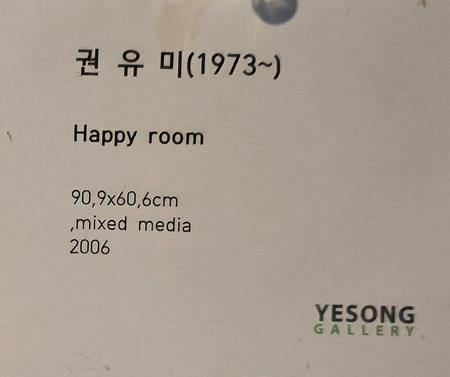 권 유 미(1973~)
Happy room
90,9x60,6cm
,mixed media
2006
YESONG
GALLERY